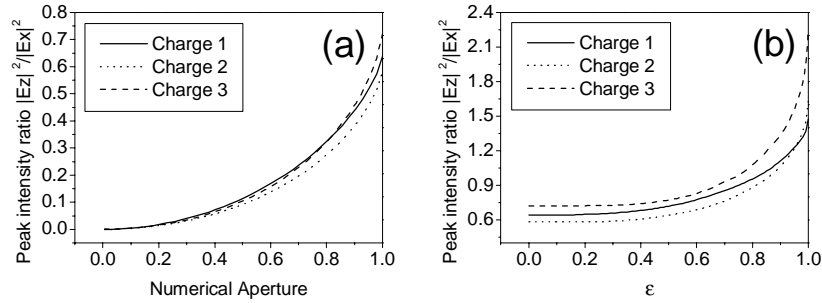 (a)
Charge 1
Charge 2
Charge 3
Peak intensity ratio |Ez|²/|Ex|²
0.8
0.7
0.6
0.5
0.4
0.3
0.2
0.1
0.0
0.0 0.2 0.4 0.6 0.8 1.0
Numerical Aperture
(b)
Charge 1
Charge 2
Charge 3
Peak intensity ratio |Ez|²/|Ex|²
2.4
2.1
1.8
1.5
1.2
0.9
0.6
0.0 0.2 0.4 0.6 0.8 1.0
ε